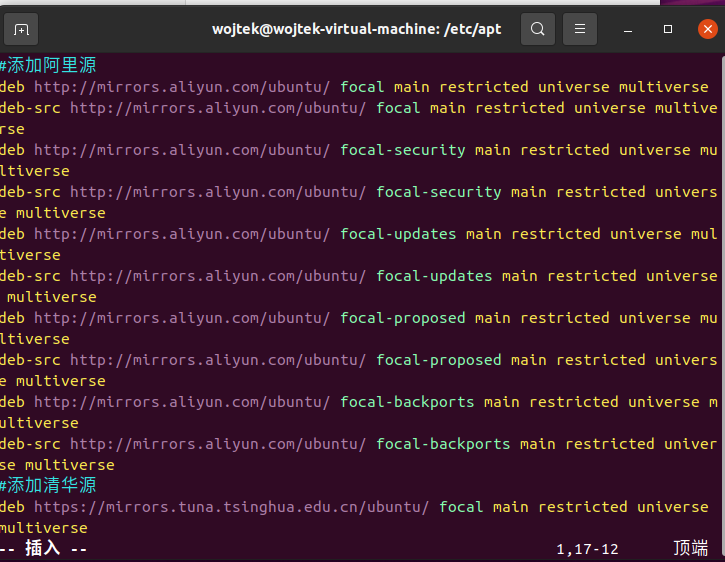 wojtek@wojtek-virtual-machine: /etc/apt
#添加阿里源
deb http://mirrors.aliyun.com/ubuntu/ focal main restricted universe multiverse
deb-src http://mirrors.aliyun.com/ubuntu/ focal main restricted universe multive
rse
deb http://mirrors.aliyun.com/ubuntu/ focal-security main restricted universe mu
ltiverse
deb-src http://mirrors.aliyun.com/ubuntu/ focal-security main restricted univers
e multiverse
deb http://mirrors.aliyun.com/ubuntu/ focal-updates main restricted universe mul
tiverse
deb-src http://mirrors.aliyun.com/ubuntu/ focal-updates main restricted universe
 multiverse
deb http://mirrors.aliyun.com/ubuntu/ focal-proposed main restricted universe mu
ltiverse
deb-src http://mirrors.aliyun.com/ubuntu/ focal-proposed main restricted univers
e multiverse
deb http://mirrors.aliyun.com/ubuntu/ focal-backports main restricted universe m
ultiverse
deb-src http://mirrors.aliyun.com/ubuntu/ focal-backports main restricted univer
se multiverse
#添加清华源
deb https://mirrors.tuna.tsinghua.edu.cn/ubuntu/ focal main restricted universe
multiverse
-- 插入 -- 1,17-12 顶端